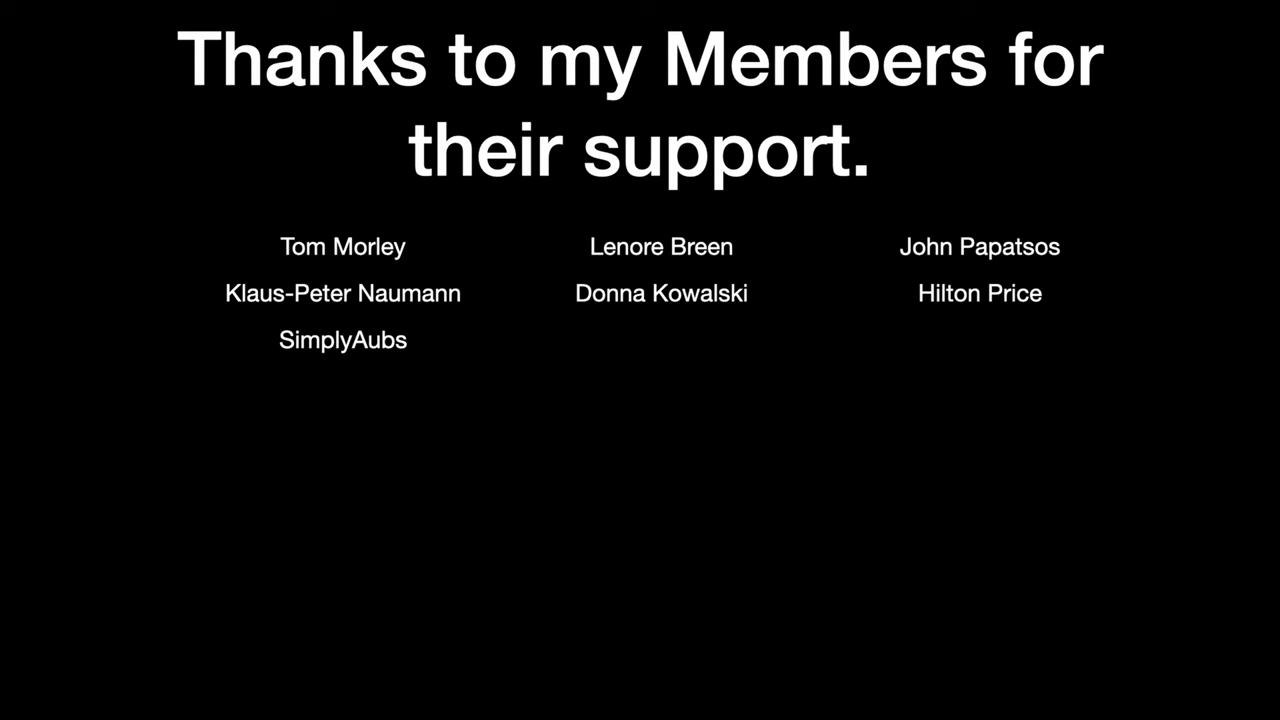 Thanks to my Members for
their support.
Tom Morley
Lenore Breen
John Papatsos
Klaus-Peter Naumann
Donna Kowalski
Hilton Price
SimplyAubs